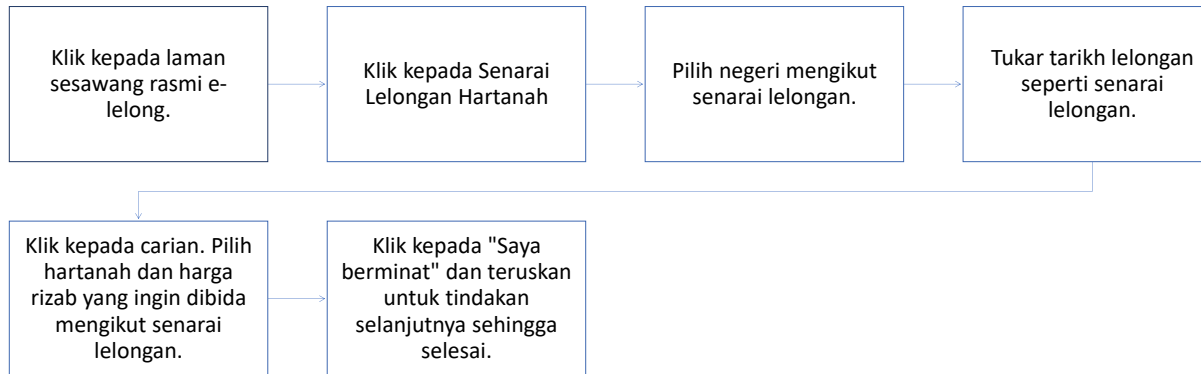 Klik kepada laman
sesawang rasmi e-
lelong.
Klik kepada Senarai
Lelongan Hartanah
Pilih negeri mengikut
senarai lelongan.
Tukar tarikh lelongan
seperti senarai
lelongan.
Klik kepada carian. Pilih
hartanah dan harga
rizab yang ingin dibida
mengikut senarai
lelongan.
Klik kepada "Saya
berminat" dan teruskan
untuk tindakan
selanjutnya sehingga
selesai.